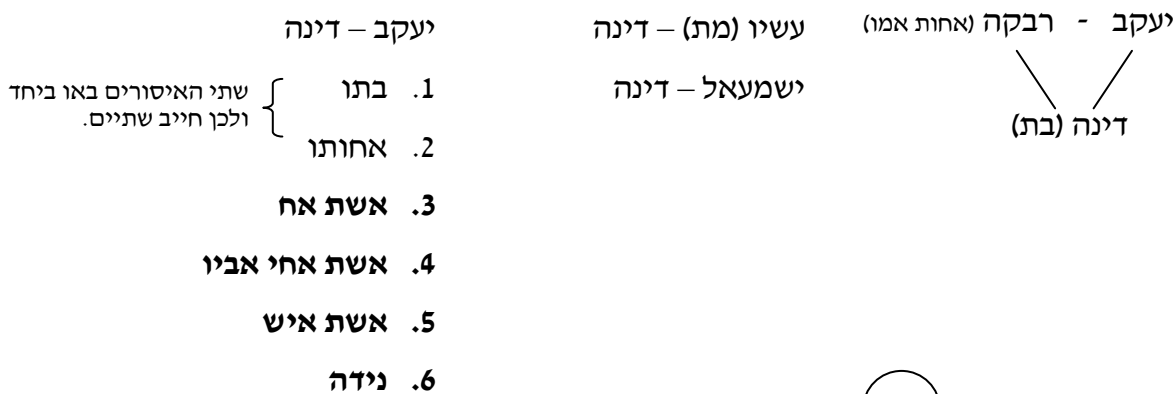 יעקב - רבקה (אחות אמו)
דינה (בת)
עשיו (מת) – דינה
ישמעאל – דינה
יעקב – דינה
1. בתו
2. אחותו
שתי האיסורים באו ביחד
ולכן חייב שתיים.
3. אשת אח
4. אשת אחי אביו
5. אשת איש
6. נידה